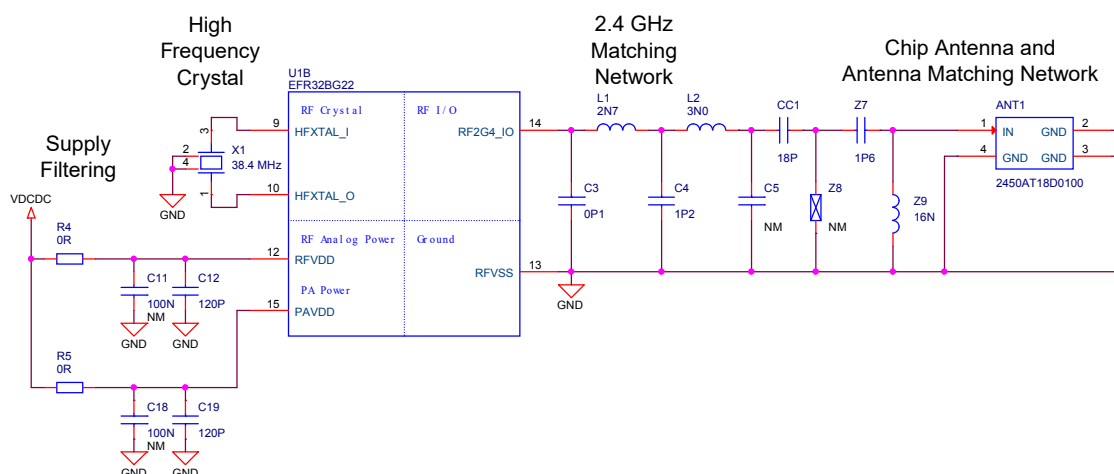 High
Frequency
Crystal
2.4 GHz
Matching
Network
Chip Antenna and
Antenna Matching Network
Supply
Filtering
VDCDC
R4
0R
C11
100N
NM
GND
C12
120P
GND
R5
0R
C18
100N
NM
GND
C19
120P
GND
3
2
4
1
X1
38.4 MHz
GND
U1B
EFR32BG22
RF Crystal
RF I/O
9
HFXTAL_I
10
HFXTAL_O
RF2G4_IO
14
RF Analog Power
Ground
12
RFVDD
PA Power
15
PAVDD
RFVSS
13
GND
L1
2N7
L2
3N0
CC1
18P
Z7
1P6
C3
0P1
C4
1P2
C5
NM
Z8
NM
Z9
16N
ANT1
1
IN
GND
2
4
GND
GND
3
2450AT18D0100